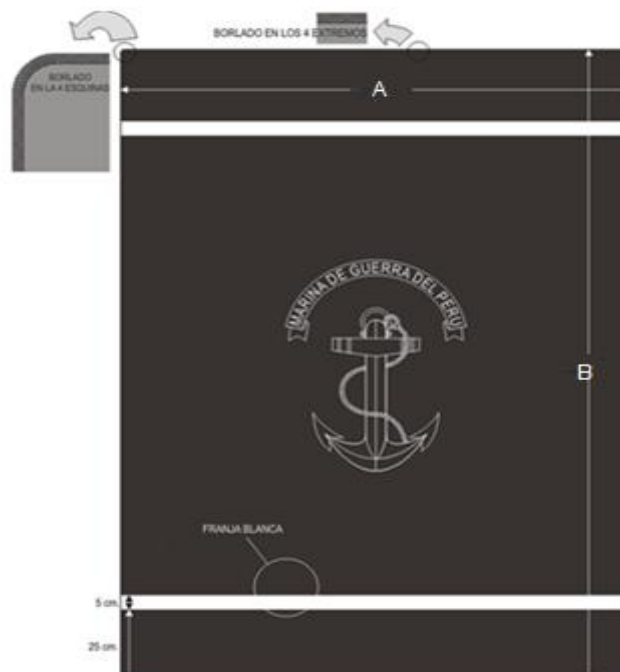 BORLADO EN LOS 4 EXTREMOS
BORLADO
EN LA 4 ESQUINAS
A
MARINA DE GUERRA DEL PERU
B
FRANJA BLANCA
5 cm.
25 cm.